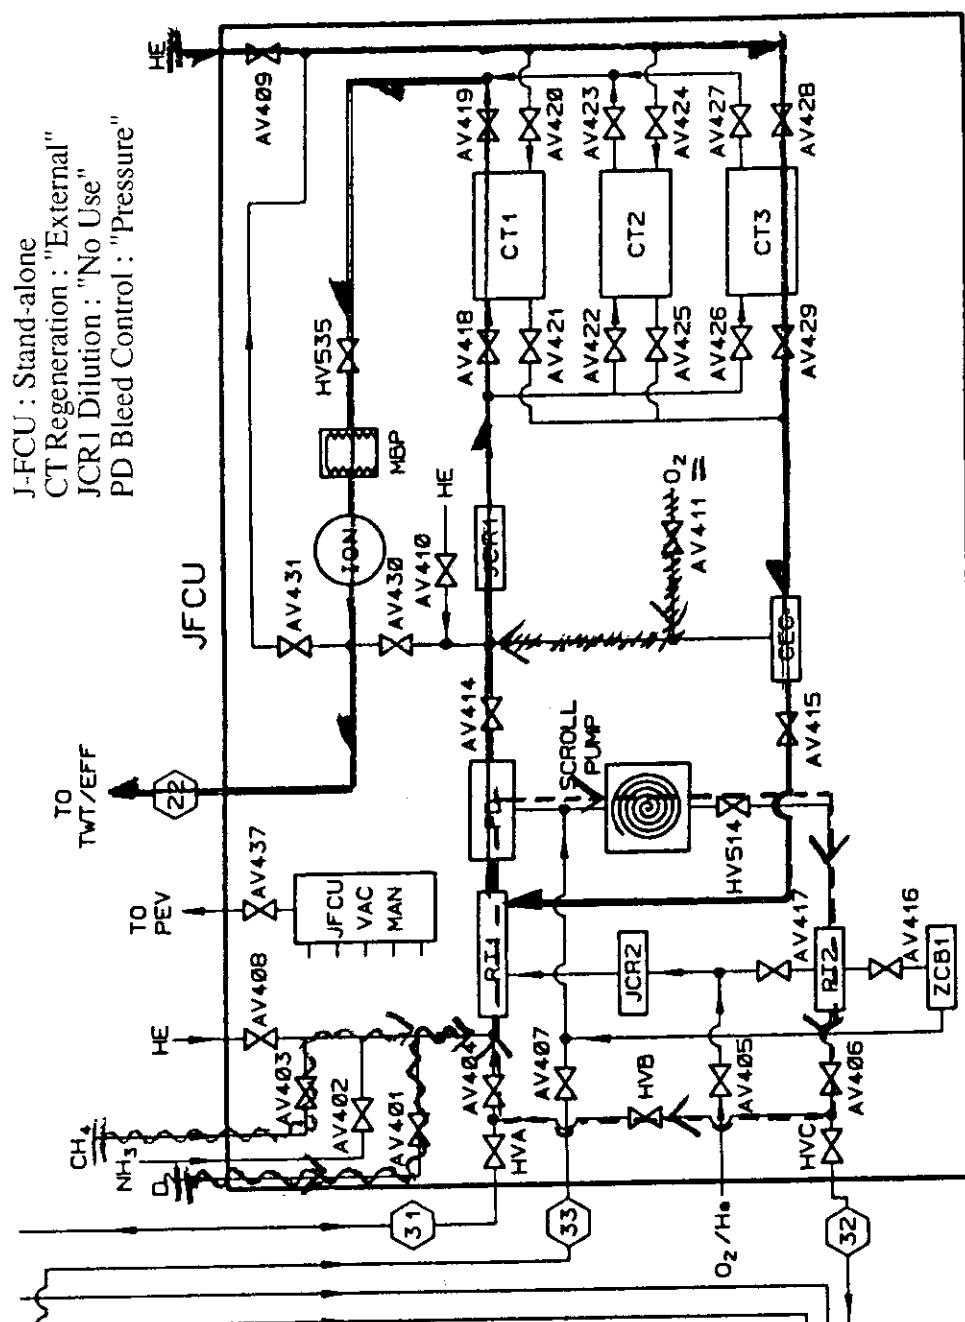 J-FCU : Stand-alone
CT Regeneration : "External"
JCR1 Dilution : "No Use"
PD Bleed Control : "Pressure"
JFCU
HE
AV409
AV419
AV420
AV423
AV424
AV427
AV428
CT1
CT2
CT3
AV418
AV421
AV422
AV425
AV426
AV429
HV535
MBP
ION
AV431
AV430
AV410
HE
JCR1
O2
AV411
GEC
AV414
AV415
TO
TWT/EFF
22
SCROLL
PUMP
HV514
TO
PEV
AV437
JFCU
VAC
MAN
HE
AV408
RI1
JCR2
AV417
AV416
RI2
ZCB1
AV403
AV402
AV401
AV404
AV407
HVB
AV405
AV406
CH4
NH3
D
HVA
HVC
31
33
O2/He
32